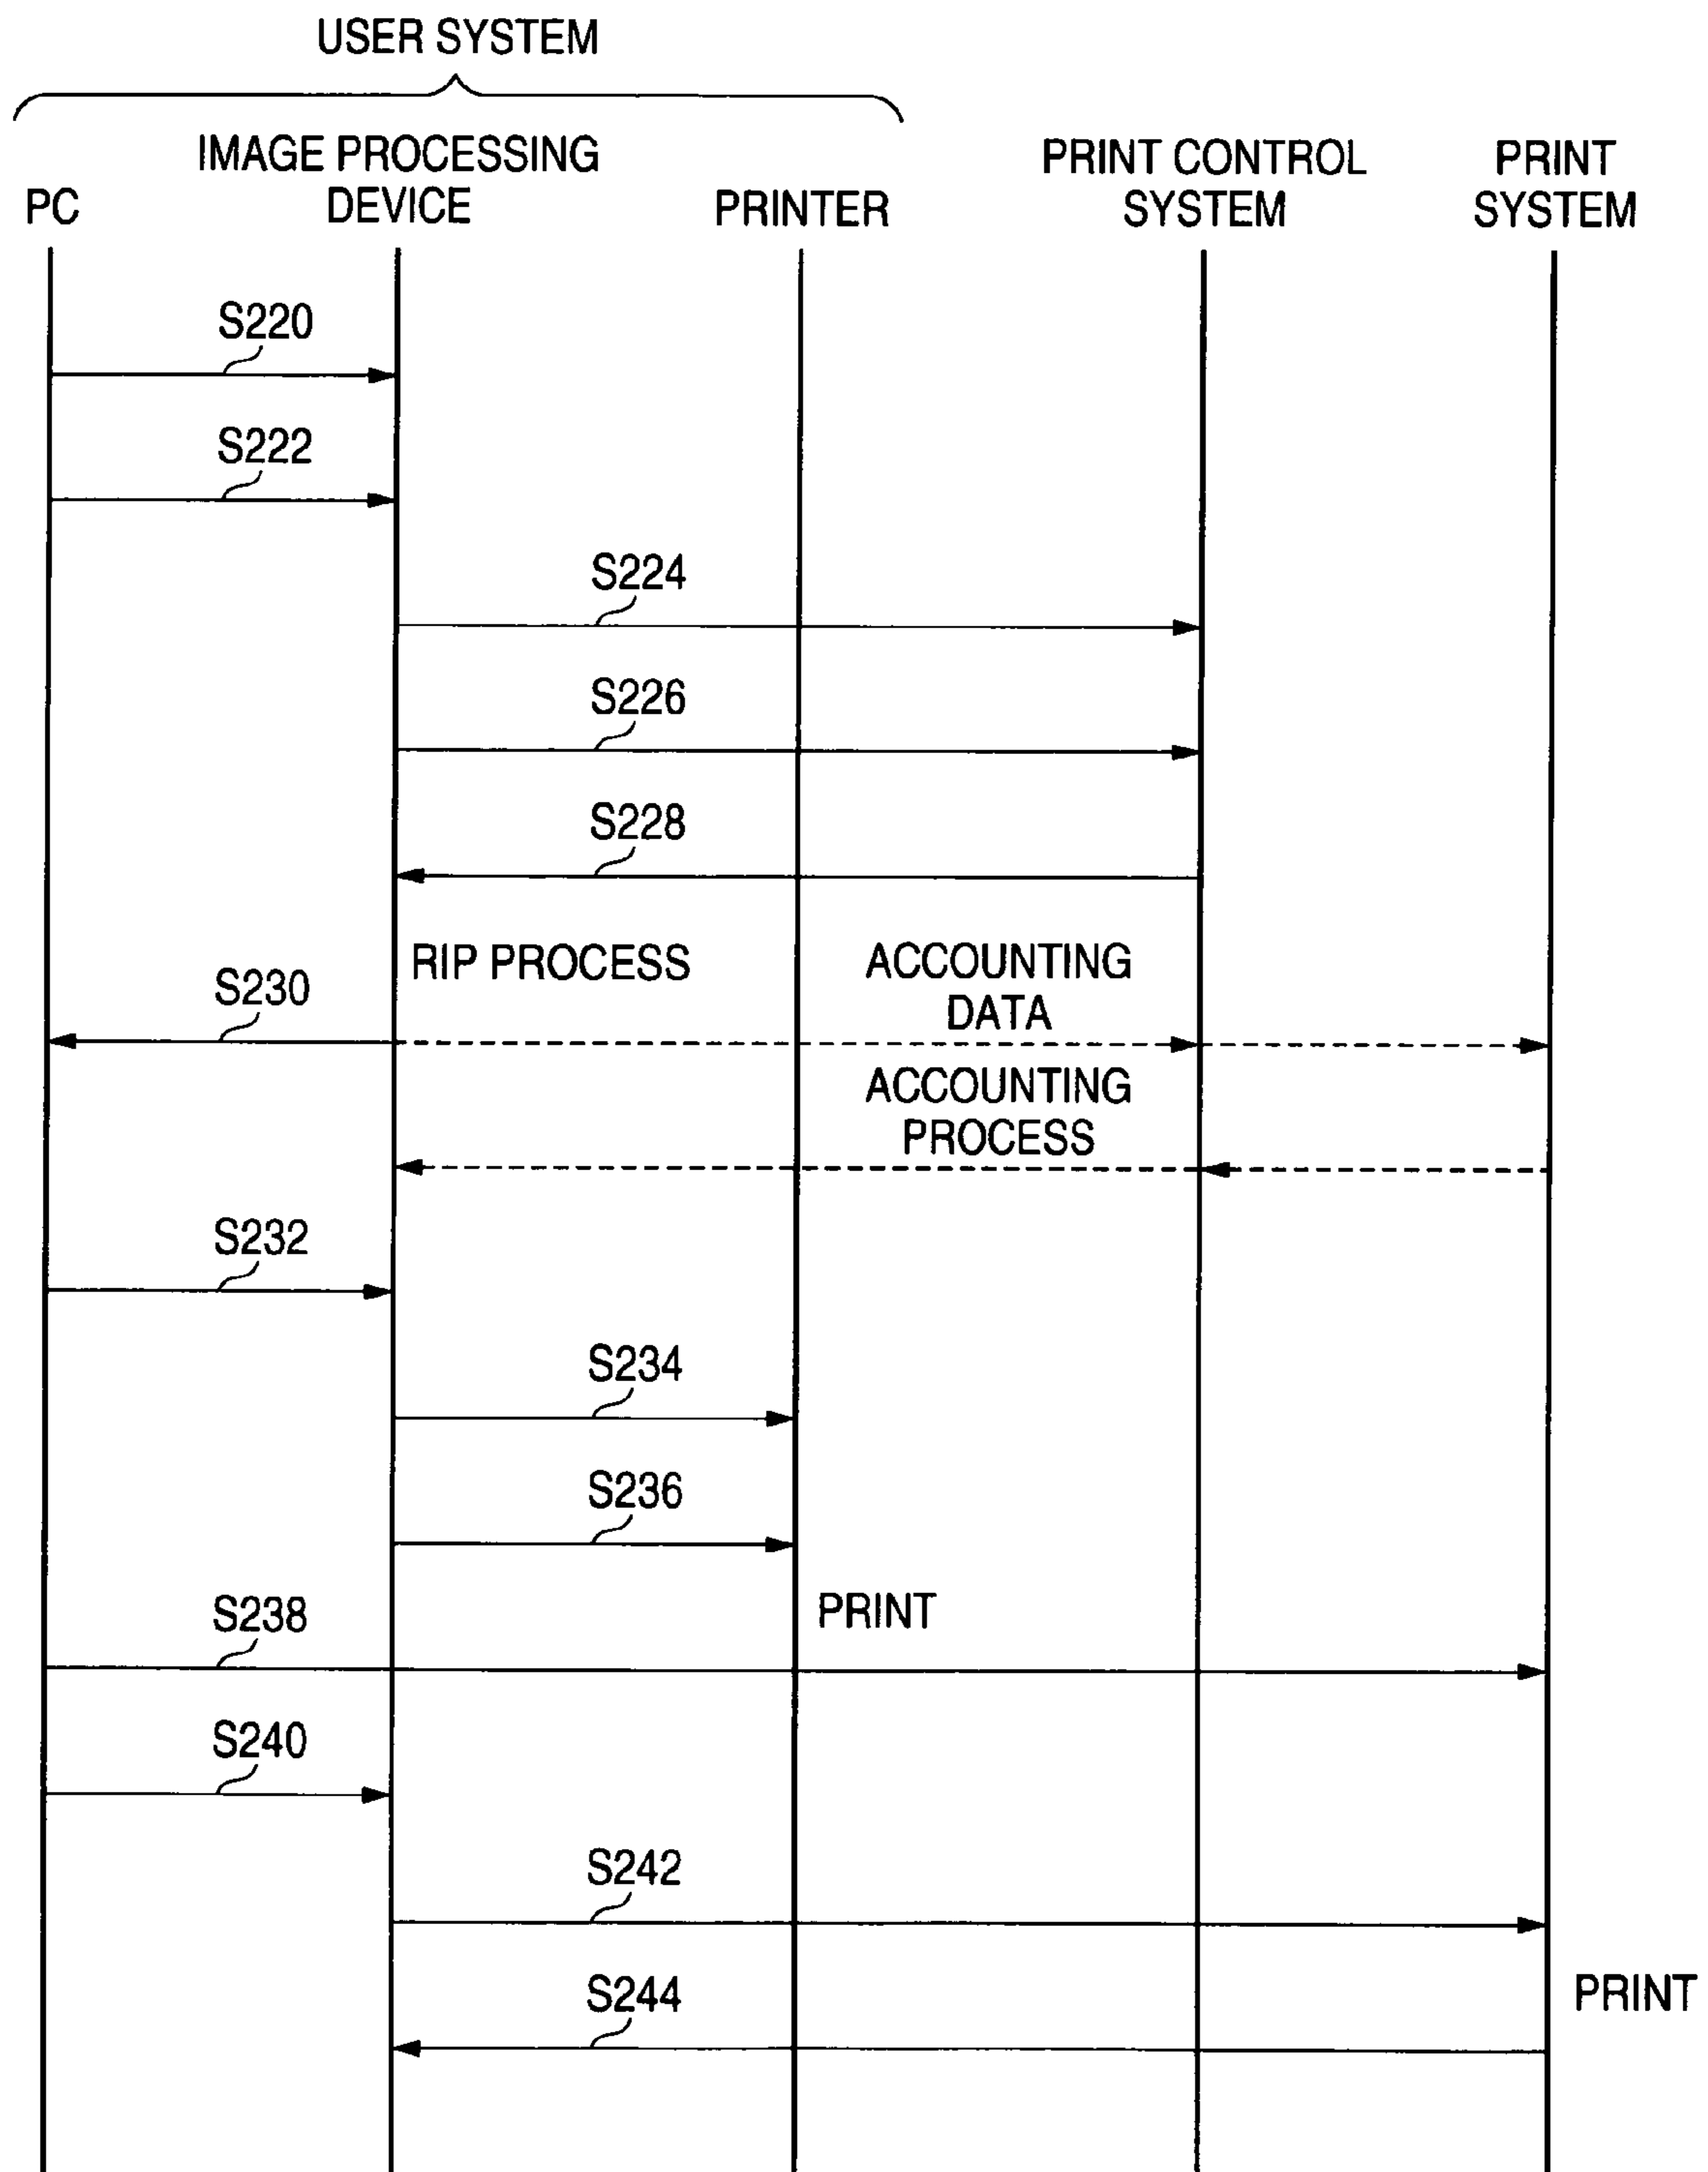 USER SYSTEM
PC
IMAGE PROCESSING
DEVICE
PRINTER
PRINT CONTROL
SYSTEM
PRINT
SYSTEM
S220
S222
S224
S226
S228
RIP PROCESS
ACCOUNTING
DATA
S230
ACCOUNTING
PROCESS
S232
S234
S236
PRINT
S238
S240
S242
PRINT
S244